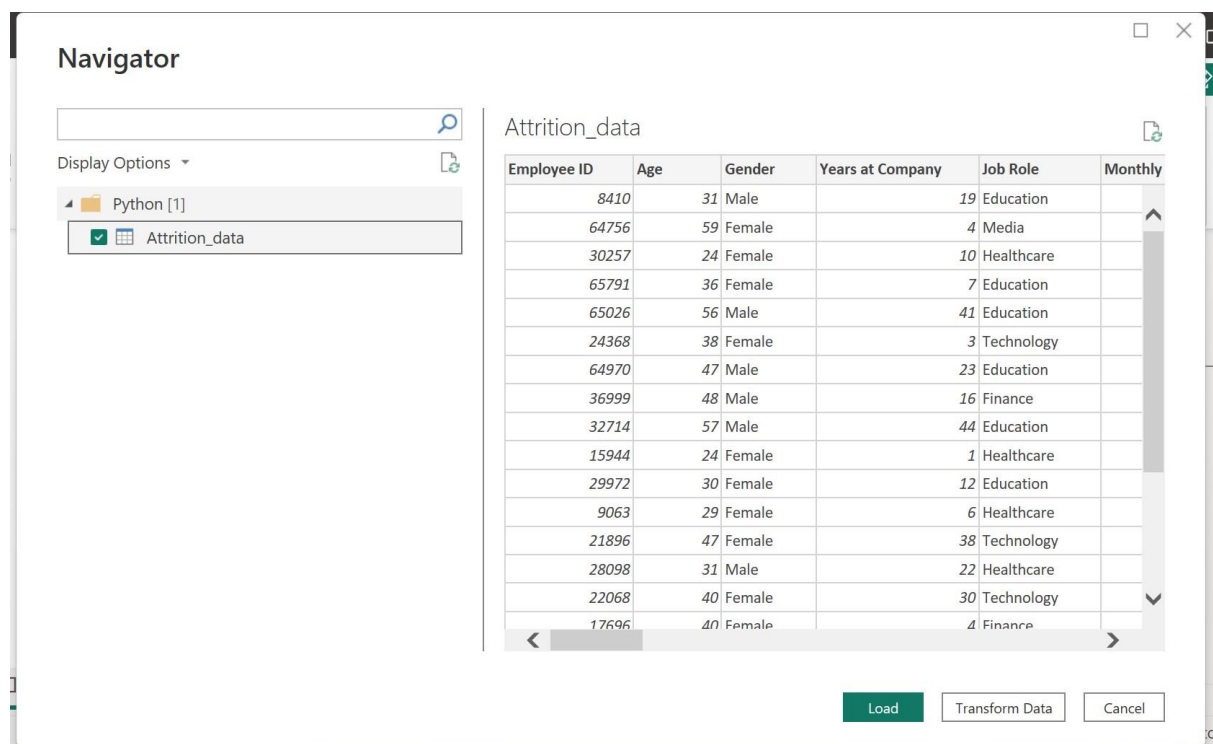 Navigator
Display Options
Python [1]
Attrition_data
Attrition_data
Employee ID Age Gender Years at Company Job Role Monthly
8410 31 Male 19 Education
64756 59 Female 4 Media
30257 24 Female 10 Healthcare
65791 36 Female 7 Education
65026 56 Male 41 Education
24368 38 Female 3 Technology
64970 47 Male 23 Education
36999 48 Male 16 Finance
32714 57 Male 44 Education
15944 24 Female 1 Healthcare
29972 30 Female 12 Education
9063 29 Female 6 Healthcare
21896 47 Female 38 Technology
28098 31 Male 22 Healthcare
22068 40 Female 30 Technology
17696 40 Female 4 Finance
Load Transform Data Cancel